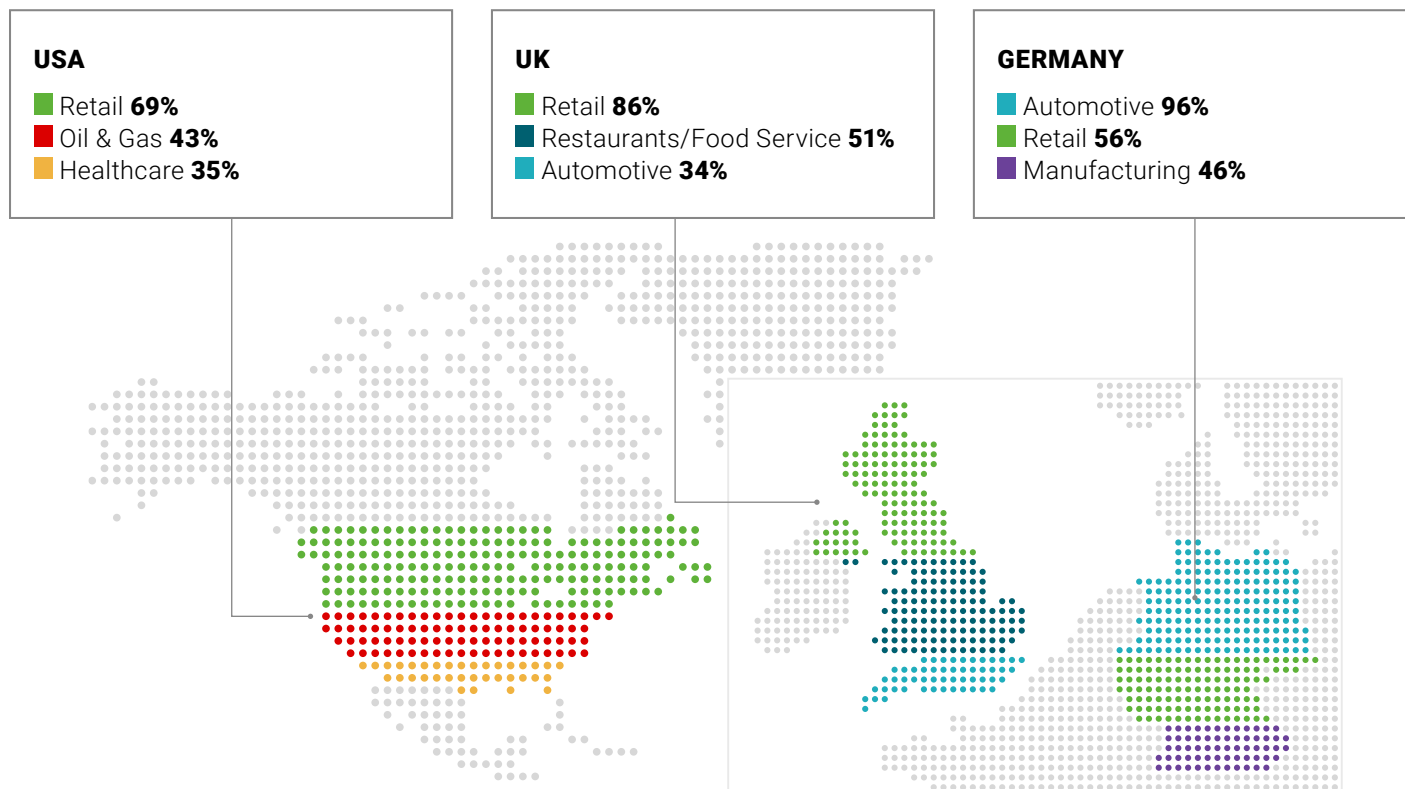 USA
Retail 69%
Oil & Gas 43%
Healthcare 35%
UK
Retail 86%
Restaurants/Food Service 51%
Automotive 34%
GERMANY
Automotive 96%
Retail 56%
Manufacturing 46%